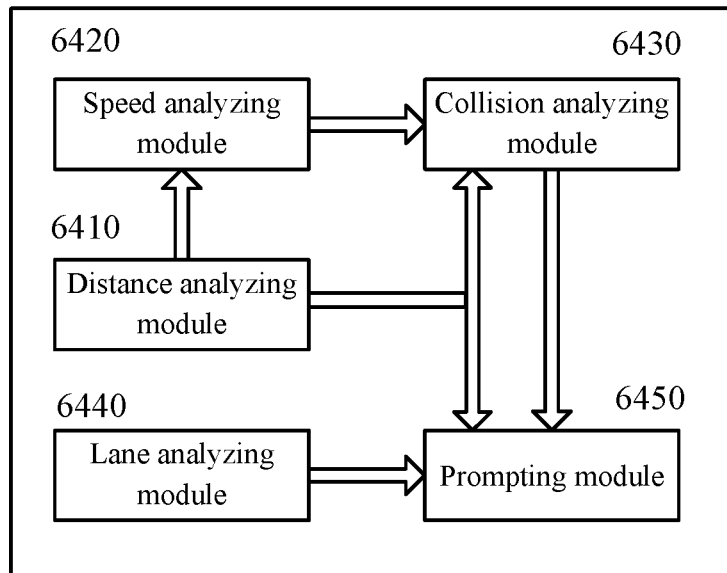 6420
Speed analyzing
module
6430
Collision analyzing
module
6410
Distance analyzing
module
6440
Lane analyzing
module
6450
Prompting module